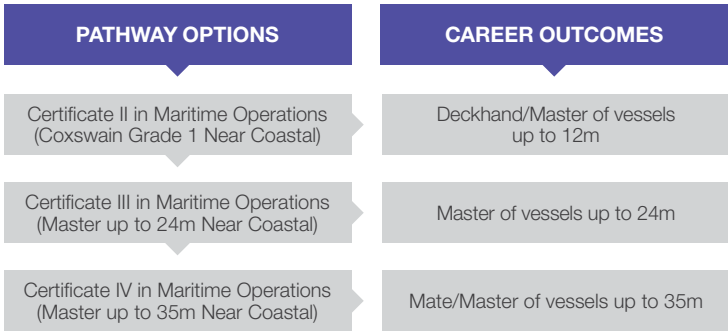 PATHWAY OPTIONS
CAREER OUTCOMES
Certificate II in Maritime Operations
(Coxswain Grade 1 Near Coastal)
Deckhand/Master of vessels
up to 12m
Certificate III in Maritime Operations
(Master up to 24m Near Coastal)
Master of vessels up to 24m
Certificate IV in Maritime Operations
(Master up to 35m Near Coastal)
Mate/Master of vessels up to 35m